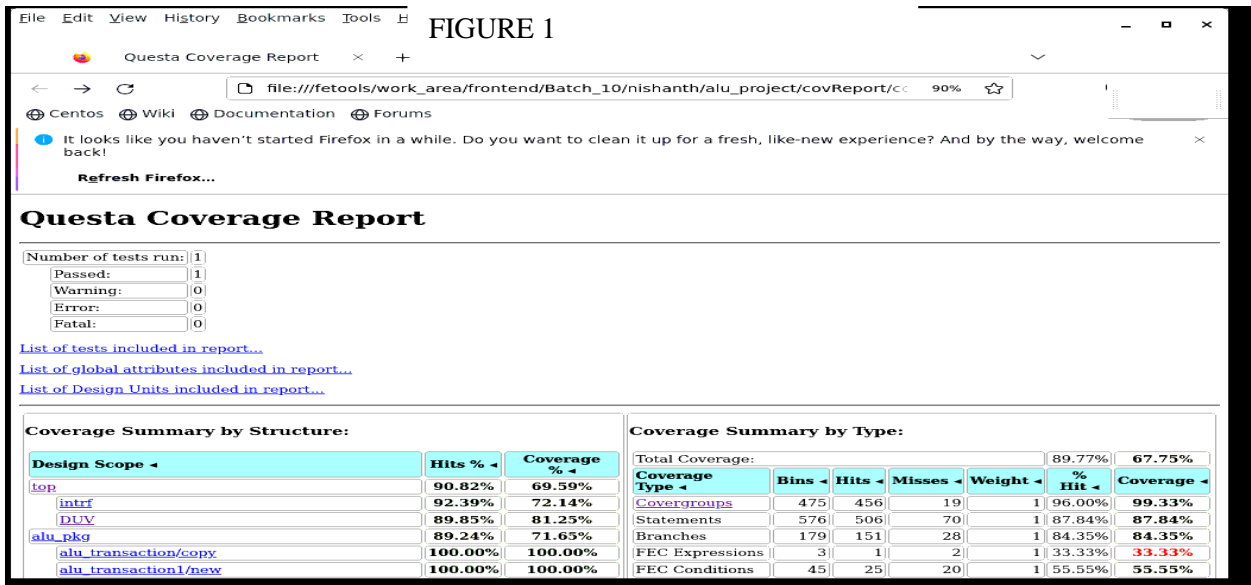 File Edit View History Bookmarks Tools H
FIGURE 1
Questa Coverage Report
file:///fetools/work_area/frontend/Batch_10/nishanth/alu_project/covReport/cc 90%
Centos Wiki Documentation Forums
It looks like you haven't started Firefox in a while. Do you want to clean it up for a fresh, like-new experience? And by the way, welcome
back!
Refresh Firefox...
Questa Coverage Report
Number of tests run: 1
Passed: 1
Warning: 0
Error: 0
Fatal: 0
List of tests included in report...
List of global attributes included in report...
List of Design Units included in report...
Coverage Summary by Structure:
Design Scope Hits % Coverage %
top 90.82% 69.59%
intrf 92.39% 72.14%
DUV 89.85% 81.25%
alu_pkg 89.24% 71.65%
alu_transaction/copy 100.00% 100.00%
alu_transaction1/new 100.00% 100.00%
Coverage Summary by Type:
Total Coverage: 89.77% 67.75%
Coverage Type Bins Hits Misses Weight % Hit Coverage
Covergroups 475 456 19 1 96.00% 99.33%
Statements 576 506 70 1 87.84% 87.84%
Branches 179 151 28 1 84.35% 84.35%
FEC Expressions 3 1 2 1 33.33% 33.33%
FEC Conditions 45 25 20 1 55.55% 55.55%